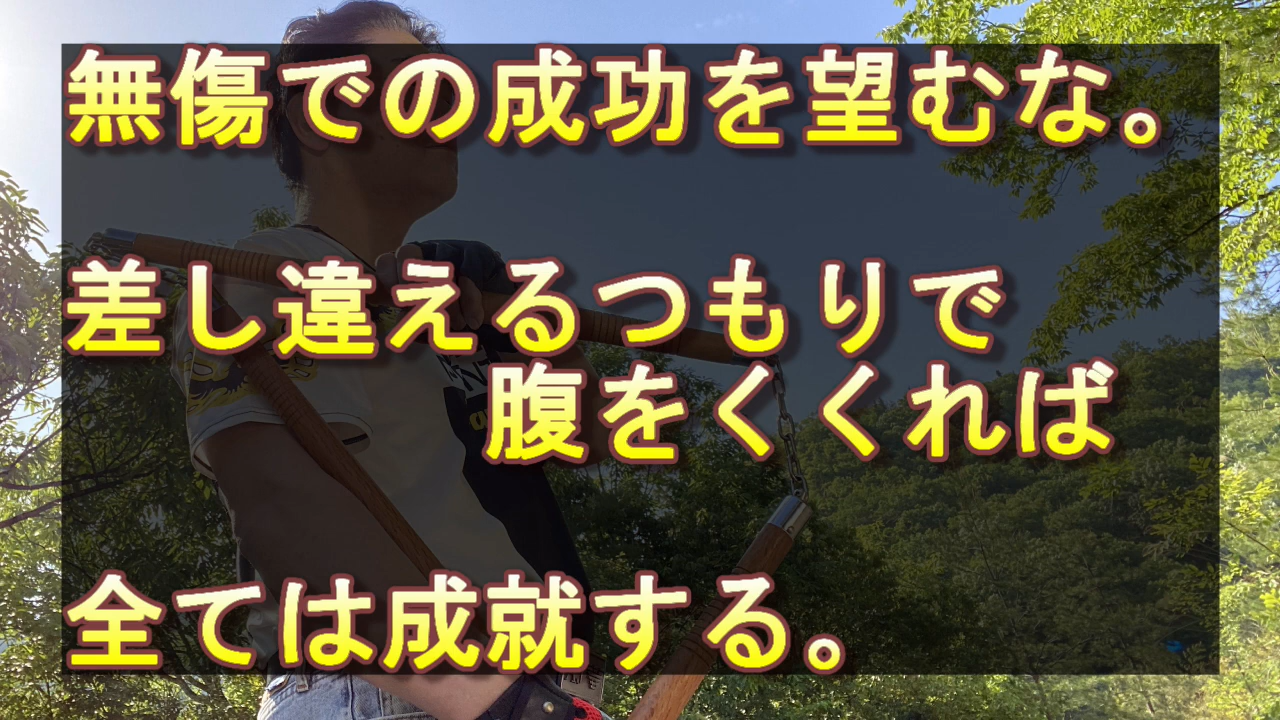 無傷での成功を望むな。
差し違えるつもりで
腹をくくれば
全ては成就する。